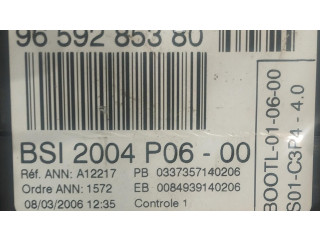 96 592 853 80
BSI 2004 P06 - 00
Réf. ANN: A12217 PB 0337357140206
Ordre ANN: 1572 EB 0084939140206
08/03/2006 12:35 Controle 1
BOOTL-01-06-00
S01-C3P4 - 4.0